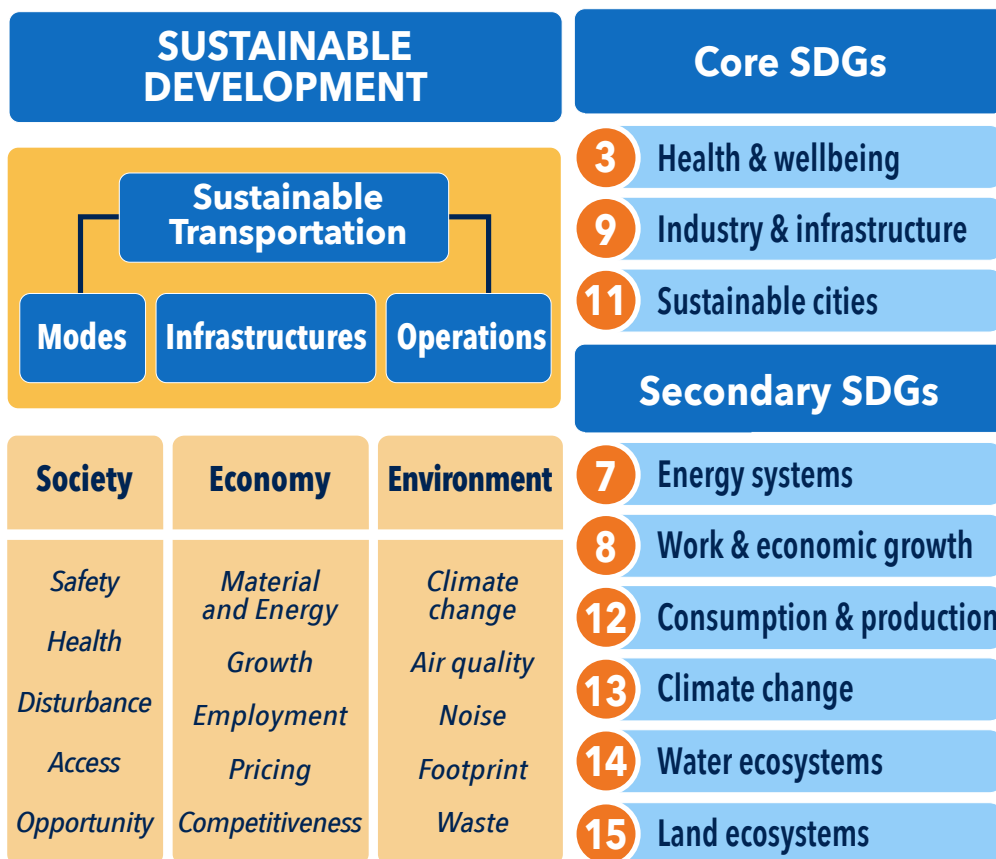 SUSTAINABLE
DEVELOPMENT
Sustainable
Transportation
Modes
Infrastructures
Operations
Society
Safety
Health
Disturbance
Access
Opportunity
Economy
Material
and Energy
Growth
Employment
Pricing
Competitiveness
Environment
Climate
change
Air quality
Noise
Footprint
Waste
Core SDGs
3 Health & wellbeing
9 Industry & infrastructure
11 Sustainable cities
Secondary SDGs
7 Energy systems
8 Work & economic growth
12 Consumption & production
13 Climate change
14 Water ecosystems
15 Land ecosystems